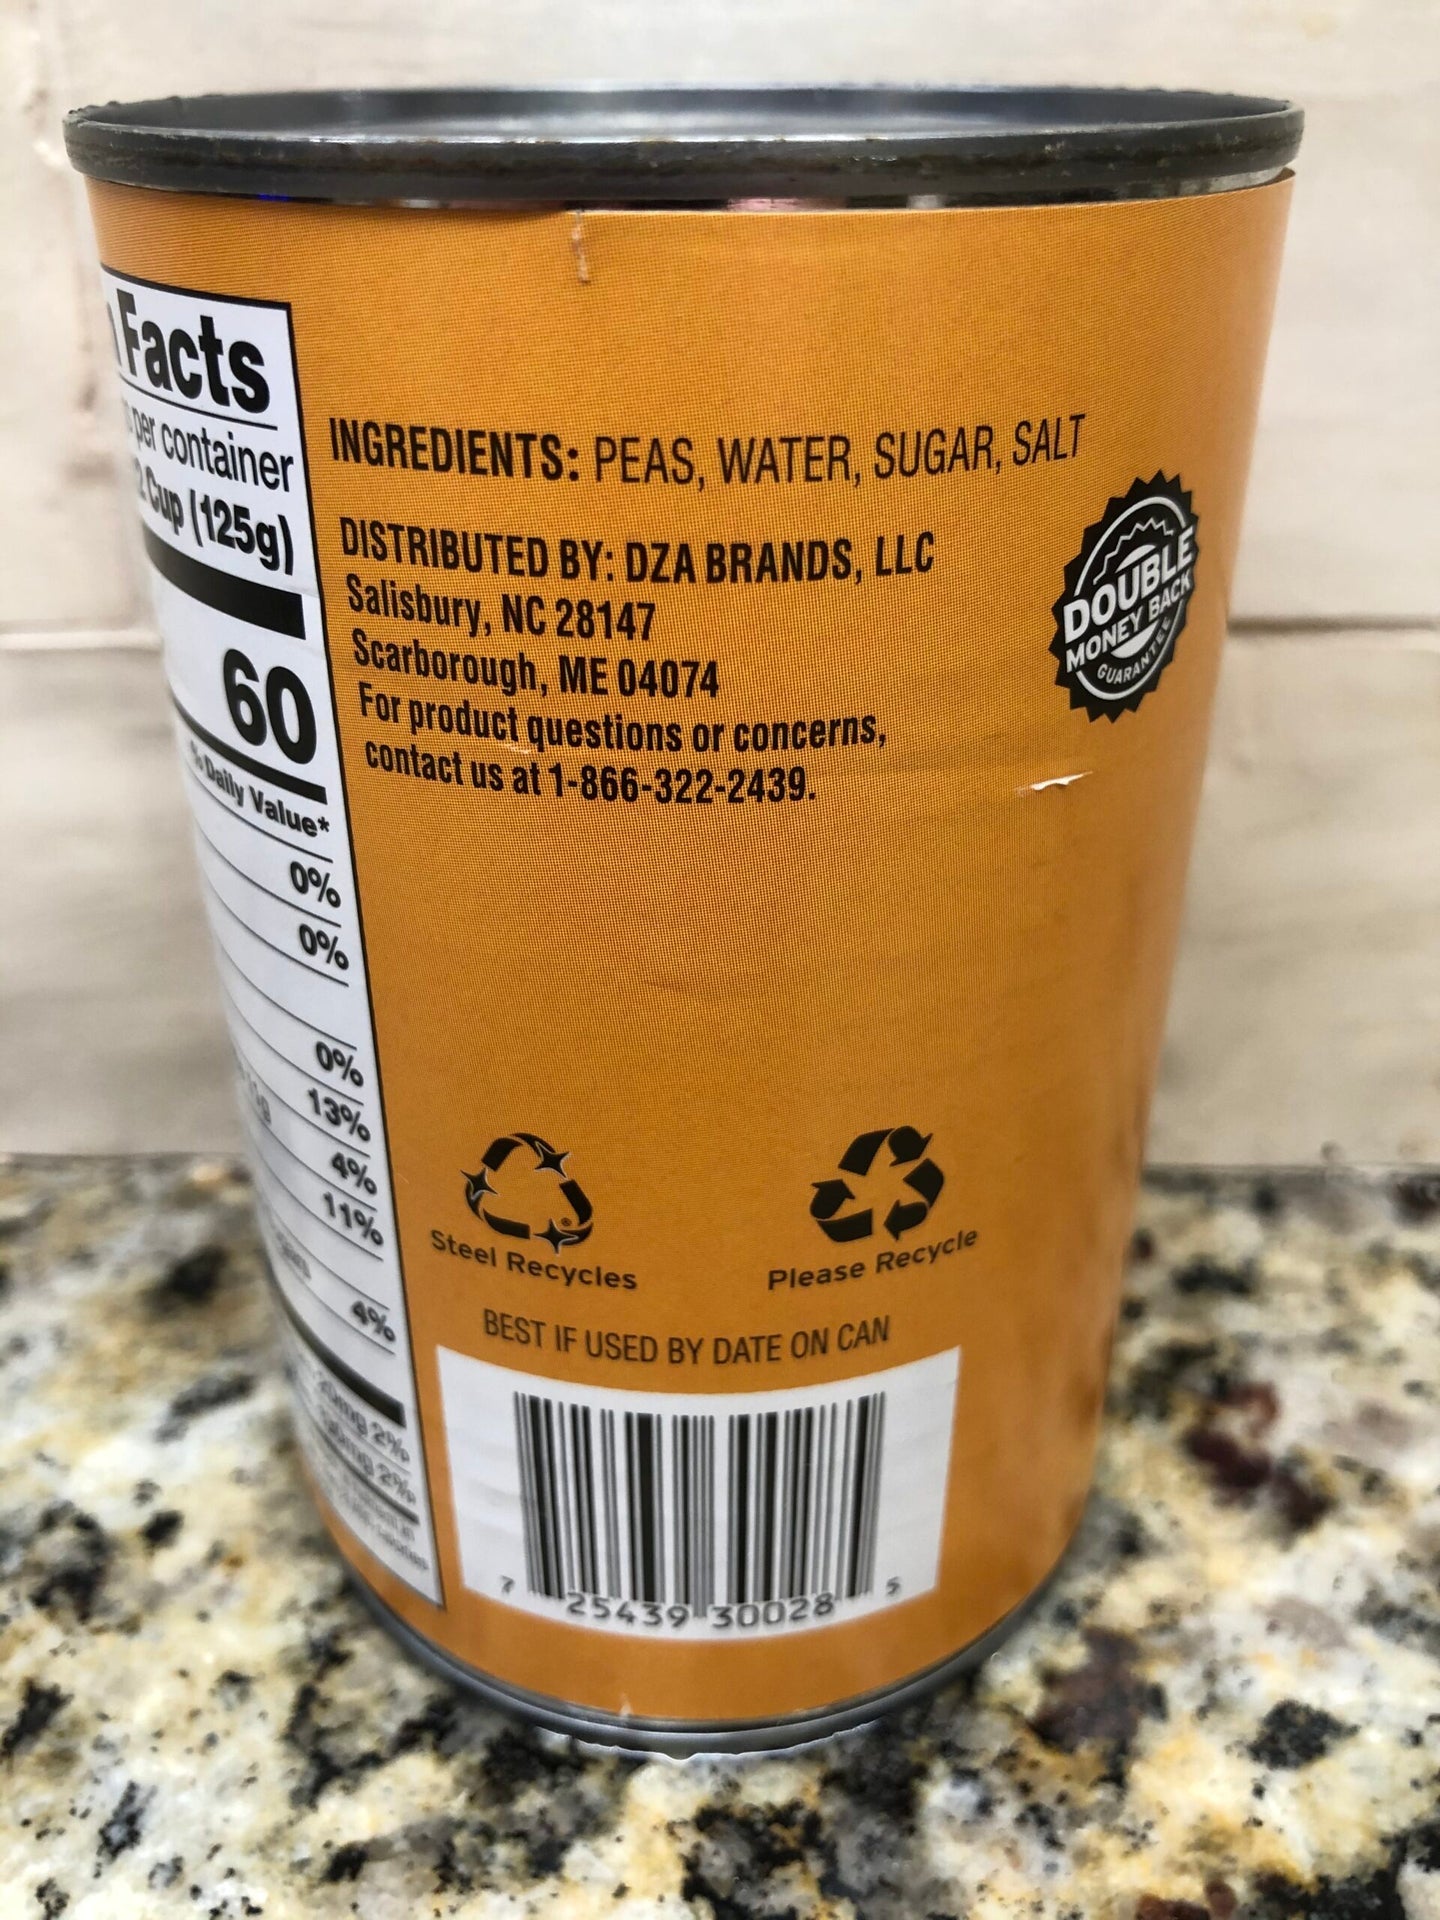 Facts
per container
Cup (125g)
60
% Daily Value*
0%
0%
0%
13%
4%
11%
4%
2%
2%
INGREDIENTS: PEAS, WATER, SUGAR, SALT
DISTRIBUTED BY: DZA BRANDS, LLC
Salisbury, NC 28147
Scarborough, ME 04074
For product questions or concerns,
contact us at 1-866-322-2439.
DOUBLE
MONEY BACK
GUARANTEE
Steel Recycles
Please Recycle
BEST IF USED BY DATE ON CAN
7 25439 30028 5